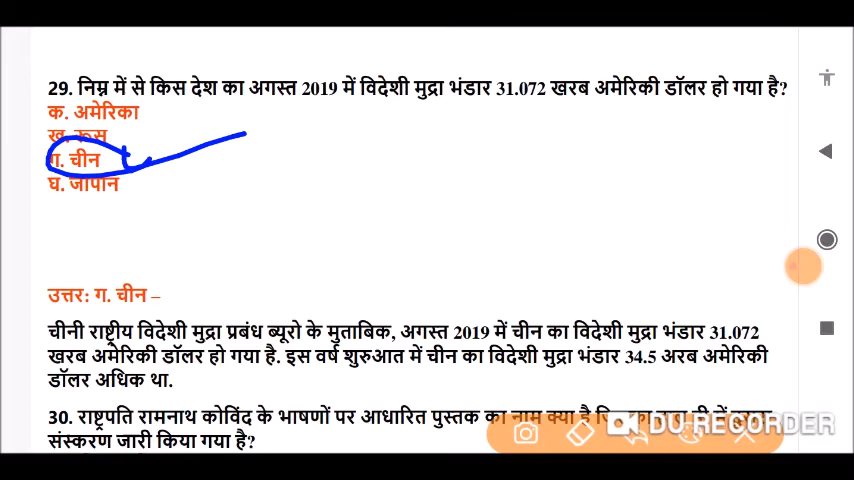 29. निम्न में से किस देश का अगस्त 2019 में विदेशी मुद्रा भंडार 31.072 खरब अमेरिकी डॉलर हो गया है?
क. अमेरिका
ख. रूस
ग. चीन
घ. जापान
उत्तर: ग. चीन –
चीनी राष्ट्रीय विदेशी मुद्रा प्रबंध ब्यूरो के मुताबिक, अगस्त 2019 में चीन का विदेशी मुद्रा भंडार 31.072
खरब अमेरिकी डॉलर हो गया है. इस वर्ष शुरुआत में चीन का विदेशी मुद्रा भंडार 34.5 अरब अमेरिकी
डॉलर अधिक था.
30. राष्ट्रपति रामनाथ कोविंद के भाषणों पर आधारित पुस्तक का नाम क्या है
DU RECORDER
संस्करण जारी किया गया है?